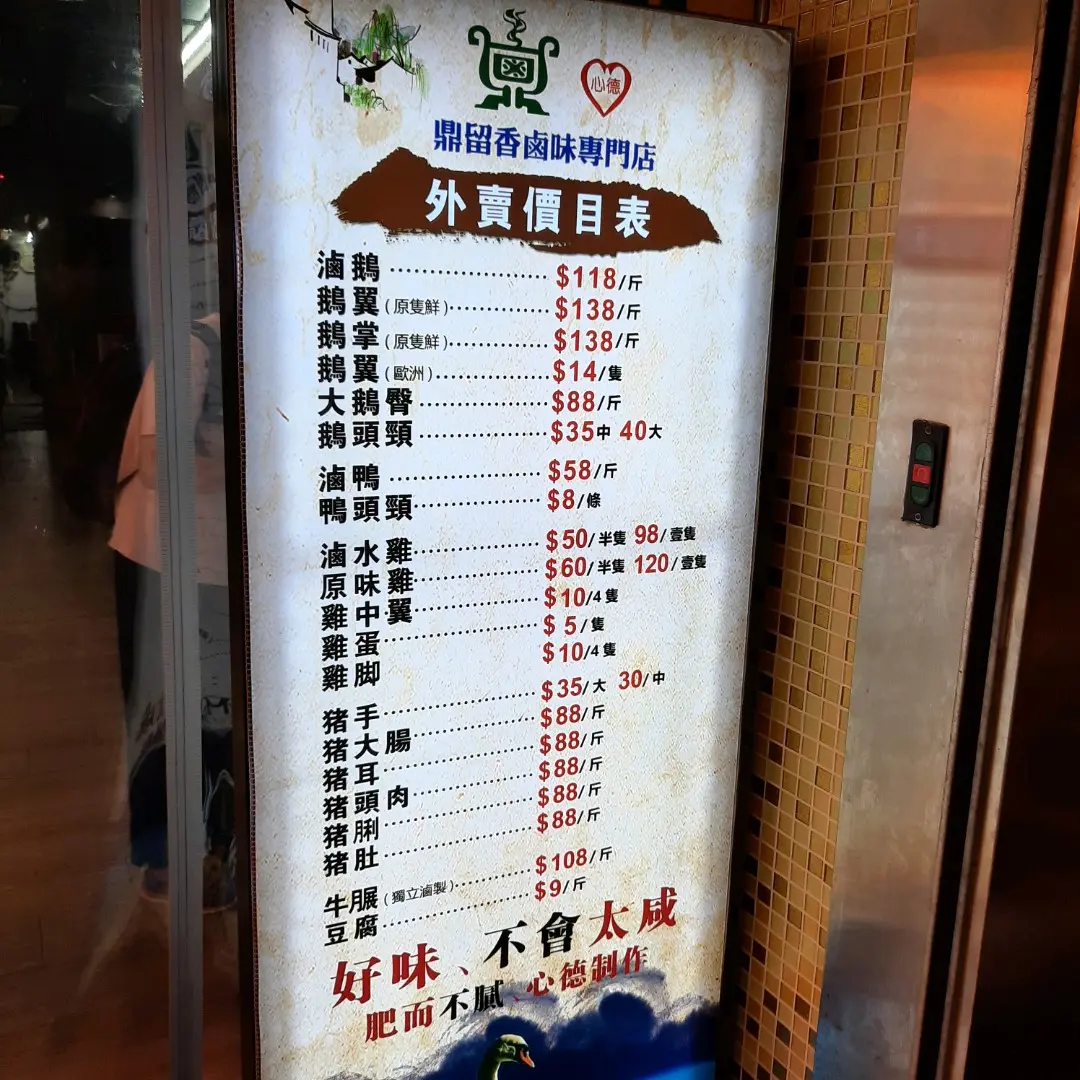 鹵
心德
鼎留香鹵味專門店
外賣價目表
滷鵝 $118/斤
鵝翼(原隻鮮) $138/斤
鵝掌(原隻鮮) $138/斤
鵝翼(歐洲) $14/隻
大鵝臀 $88/斤
鵝頭頸 $35中 40大
滷鴨 $58/斤
鴨頭頸 $8/條
滷水雞 $50/半隻 98/壹隻
原味雞 $60/半隻 120/壹隻
雞中翼 $10/4隻
雞蛋 $5/隻
雞脚 $10/4隻
猪手 $35/大 30/中
猪大腸 $88/斤
猪耳 $88/斤
猪頭肉 $88/斤
猪脷 $88/斤
猪肚 $88/斤
牛𦟌(獨立滷製) $108/斤
豆腐 $9/斤
好味、不會太咸
肥而不膩、心德制作